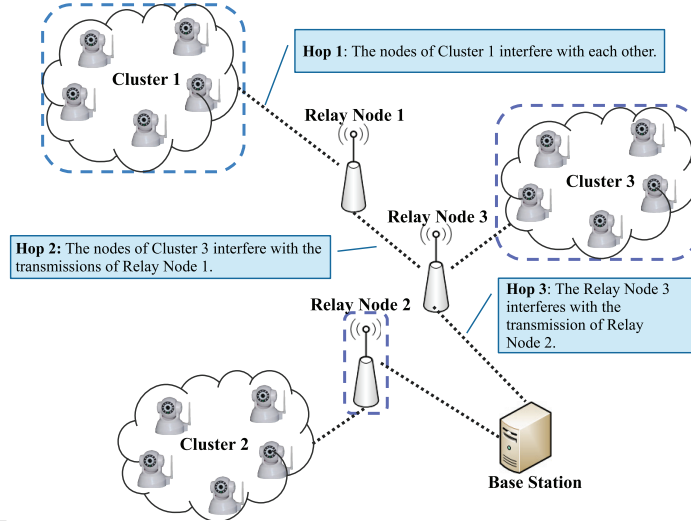 Hop 1: The nodes of Cluster 1 interfere with each other.
Cluster 1
Relay Node 1
Cluster 3
Relay Node 3
Hop 2: The nodes of Cluster 3 interfere with the
transmissions of Relay Node 1.
Hop 3: The Relay Node 3
interferes with the
transmission of Relay
Node 2.
Relay Node 2
Cluster 2
Base Station